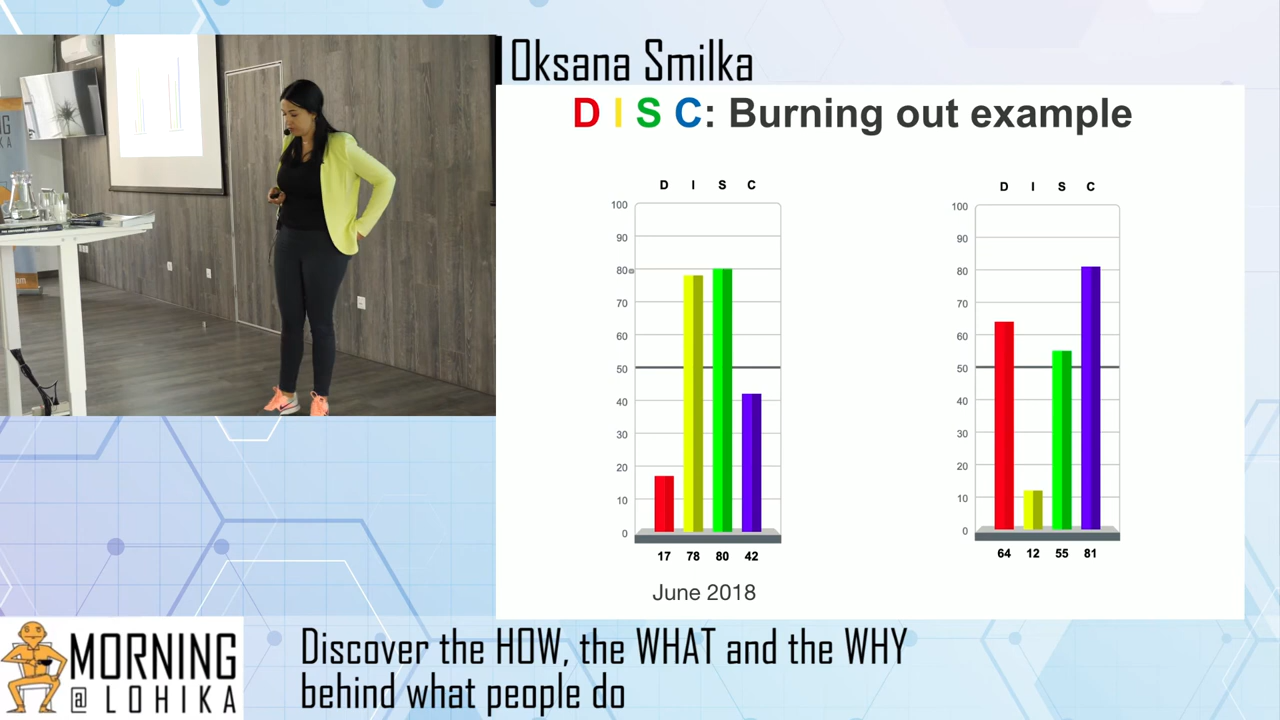 Oksana Smilka
D I S C: Burning out example
D I S C
100
90
80
70
60
50
40
30
20
10
0
17 78 80 42
June 2018
D I S C
100
90
80
70
60
50
40
30
20
10
0
64 12 55 81
MORNING
@ LOHIKA
Discover the HOW, the WHAT and the WHY
behind what people do